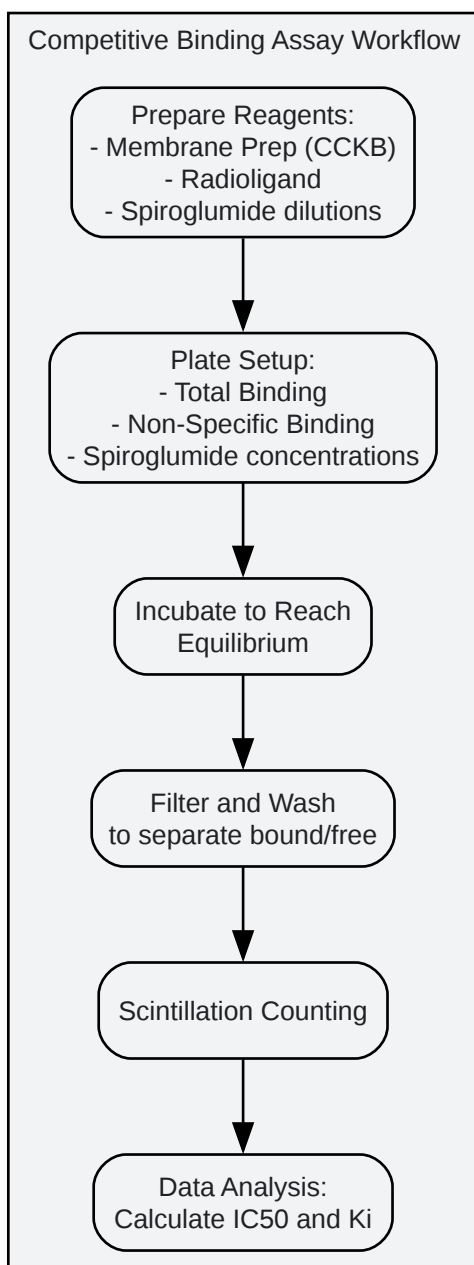 Competitive Binding Assay Workflow
Prepare Reagents:
- Membrane Prep (CCKB)
- Radioligand
- Spiroglumide dilutions
Plate Setup:
- Total Binding
- Non-Specific Binding
- Spiroglumide concentrations
Incubate to Reach
Equilibrium
Filter and Wash
to separate bound/free
Scintillation Counting
Data Analysis:
Calculate IC50 and Ki